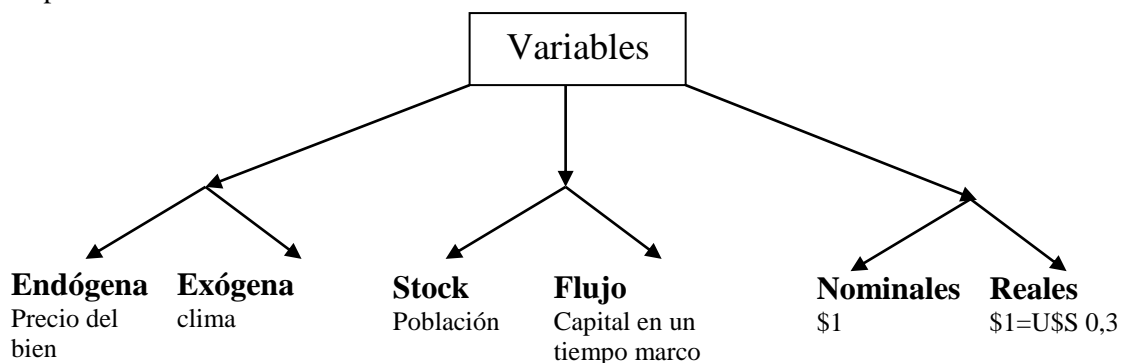 Variables
Endógena Exógena Stock Flujo Nominales Reales
Precio del clima Población Capital en un $1 $1=U$S 0,3
bien tiempo marco